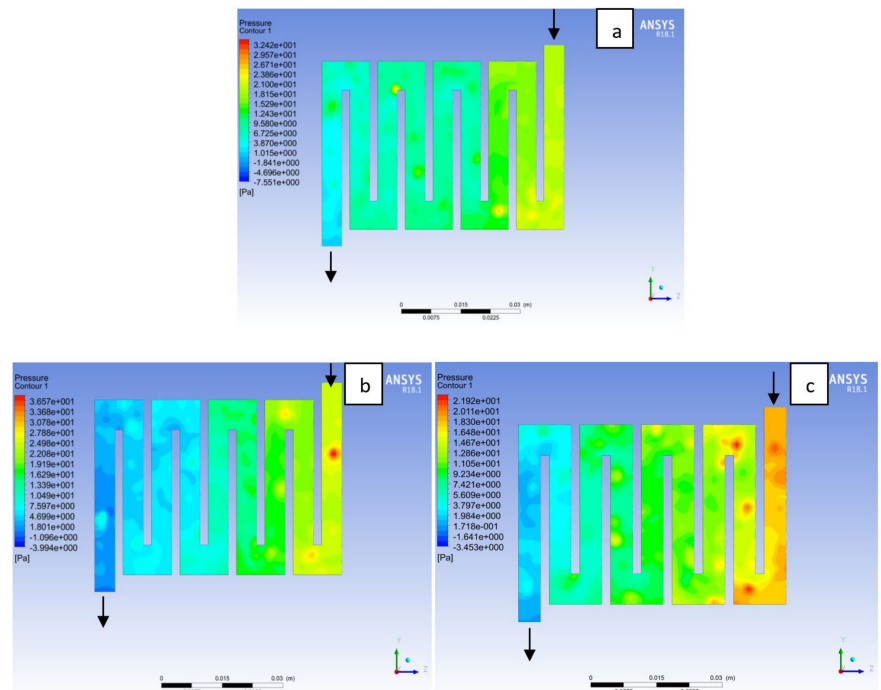 Pressure
Contour 1
3.242e+001
2.957e+001
2.671e+001
2.386e+001
2.100e+001
1.815e+001
1.529e+001
1.243e+001
9.580e+000
6.725e+000
3.870e+000
1.015e+000
-1.841e+000
-4.696e+000
-7.551e+000
[Pa]
a
ANSYS
R18.1
Y
Z
0 0.015 0.03 (m)
0.0075 0.0225
Pressure
Contour 1
3.657e+001
3.368e+001
3.078e+001
2.788e+001
2.498e+001
2.208e+001
1.919e+001
1.629e+001
1.339e+001
1.049e+001
7.597e+000
4.699e+000
1.801e+000
-1.096e+000
-3.994e+000
[Pa]
b
ANSYS
R18.1
Y
Z
0 0.015 0.03 (m)
Pressure
Contour 1
2.192e+001
2.011e+001
1.830e+001
1.648e+001
1.467e+001
1.286e+001
1.105e+001
9.234e+000
7.421e+000
5.609e+000
3.797e+000
1.984e+000
1.718e-001
-1.641e+000
-3.453e+000
[Pa]
c
ANSYS
R18.1
Y
Z
0 0.015 0.03 (m)